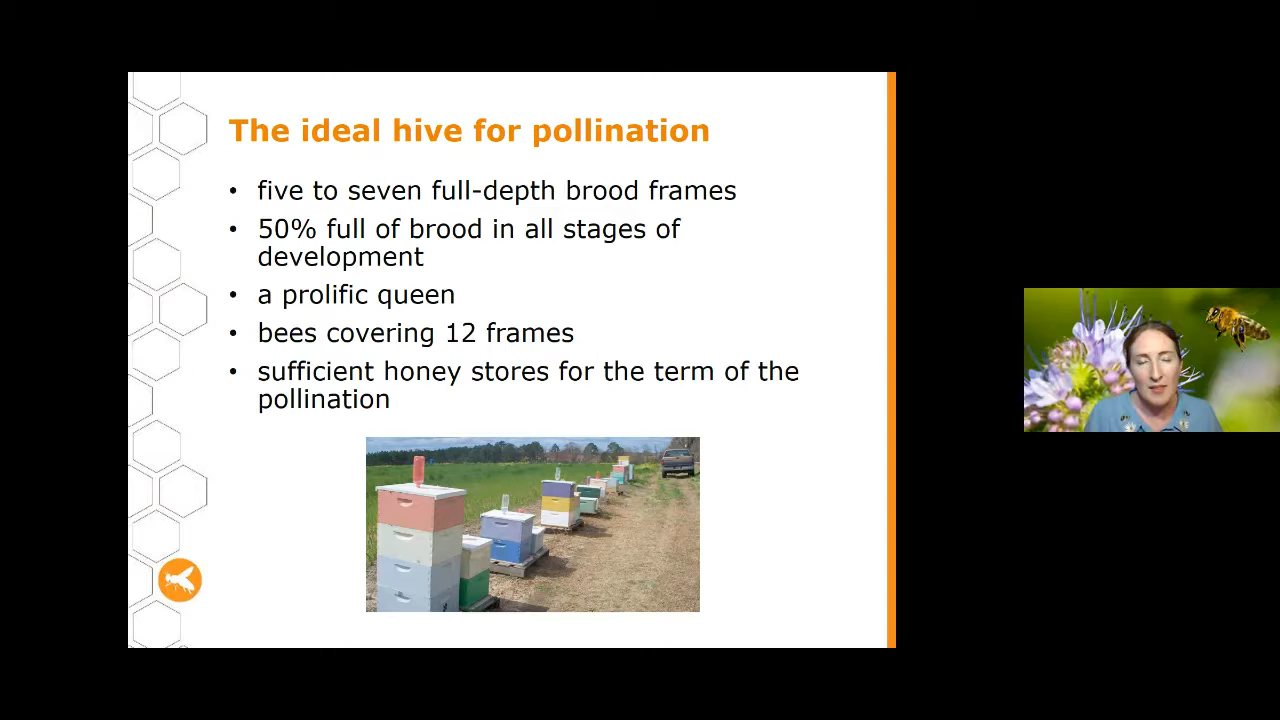 The ideal hive for pollination
• five to seven full-depth brood frames
• 50% full of brood in all stages of
development
• a prolific queen
• bees covering 12 frames
• sufficient honey stores for the term of the
pollination